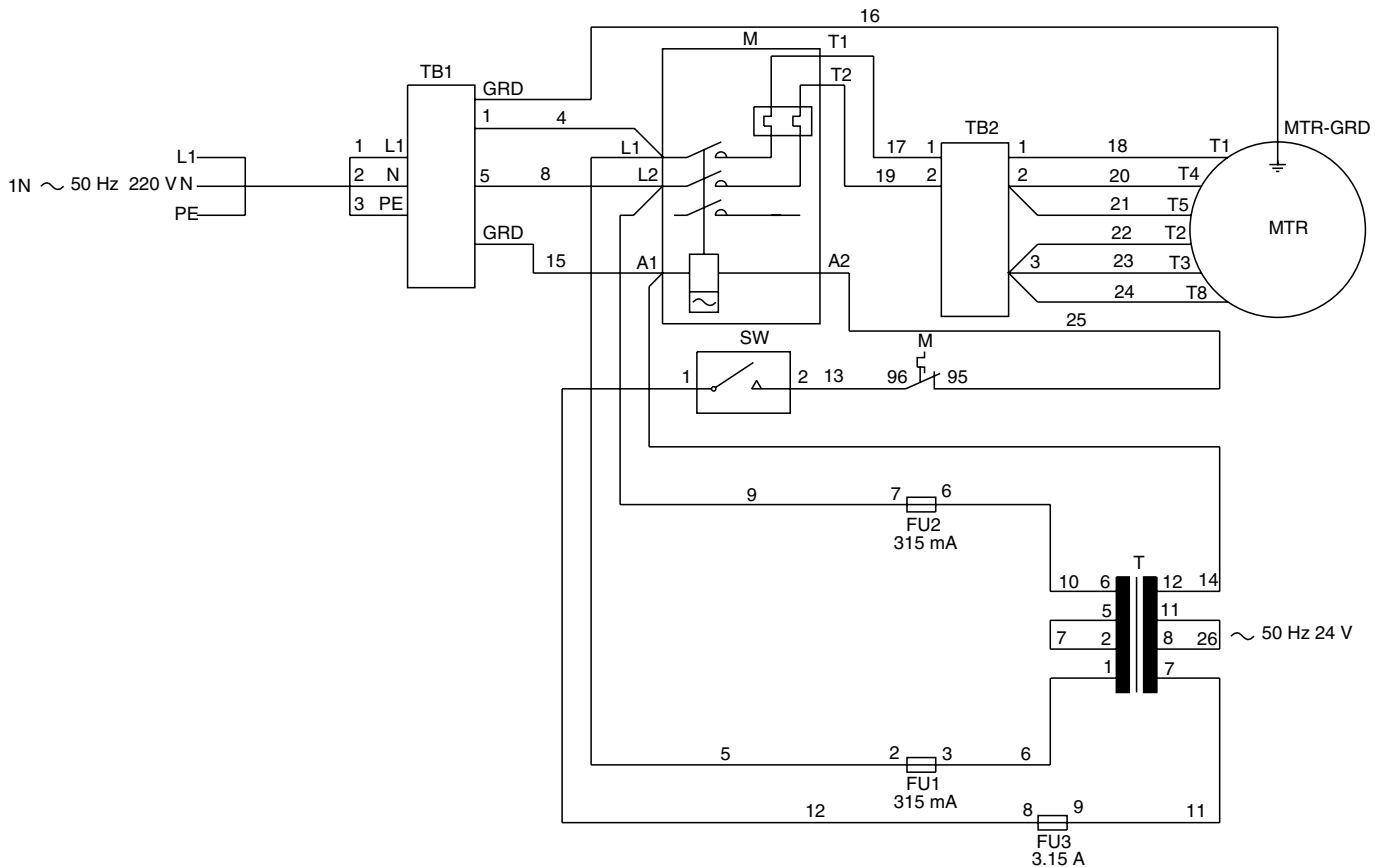 16
M
T1
T2
TB1
GRD
1
4
TB2
MTR-GRD
1 L1
L1
L1
17 1
1 18 T1
1N ~ 50 Hz 220 V N
2 N
5 8
L2
19 2
2 20 T4
PE
3 PE
21 T5
MTR
GRD
22 T2
15
A1
A2
3 23 T3
24 T8
25
SW
M
1
2 13 96 95
9
7 6
FU2
315 mA
T
10 6 12 14
5 11
7 2 8 26
~ 50 Hz 24 V
1 7
5
2 3
6
FU1
315 mA
12
8 9
11
FU3
3.15 A